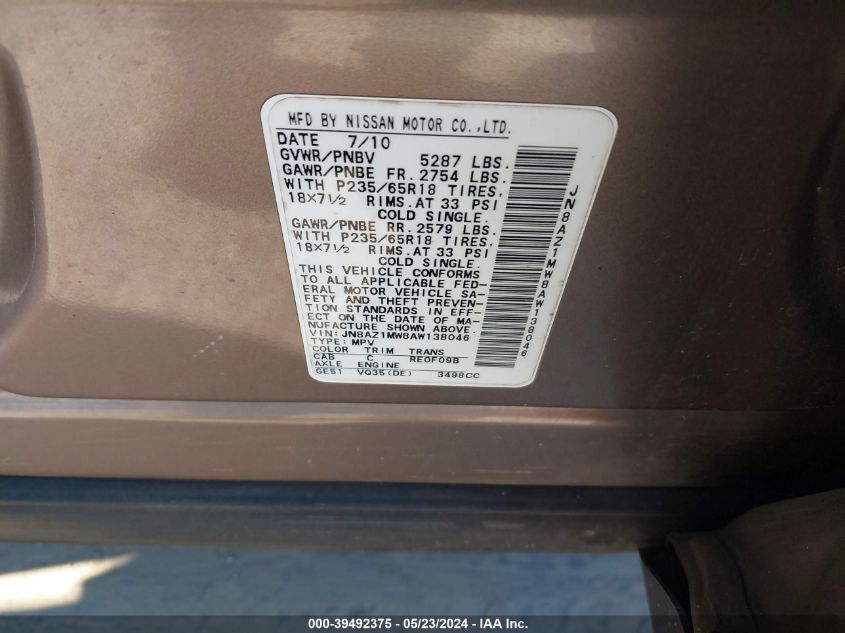 MFD BY NISSAN MOTOR CO.,LTD.
DATE 7/10
GVWR/PNBV 5287 LBS.
GAWR/PNBE FR. 2754 LBS.
WITH P235/65R18 TIRES,
18×7½ RIMS. AT 33 PSI
COLD SINGLE.
GAWR/PNBE RR. 2579 LBS.
WITH P235/65R18 TIRES,
18×7½ RIMS. AT 33 PSI
COLD SINGLE.
THIS VEHICLE CONFORMS
TO ALL APPLICABLE FED-
ERAL MOTOR VEHICLE SA-
FETY AND THEFT PREVEN-
TION STANDARDS IN EFF-
ECT ON THE DATE OF MA-
NUFACTURE SHOWN ABOVE.
VIN: JN8AZ1MW8AW138046
TYPE: MPV
COLOR TRIM TRANS
CAB C RE0F09B
AXLE ENGINE
GE51 VQ35(DE) 3498CC
JN8AZ1MW8AW138046
000-39492375 - 05/23/2024 - IAA Inc.